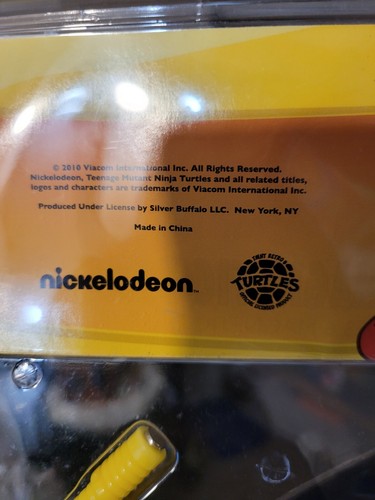 © 2010 Viacom International Inc. All Rights Reserved.
Nickelodeon, Teenage Mutant Ninja Turtles and all related titles,
logos and characters are trademarks of Viacom International Inc.
Produced Under License by Silver Buffalo LLC. New York, NY
Made in China
nickelodeon™
TURTLES